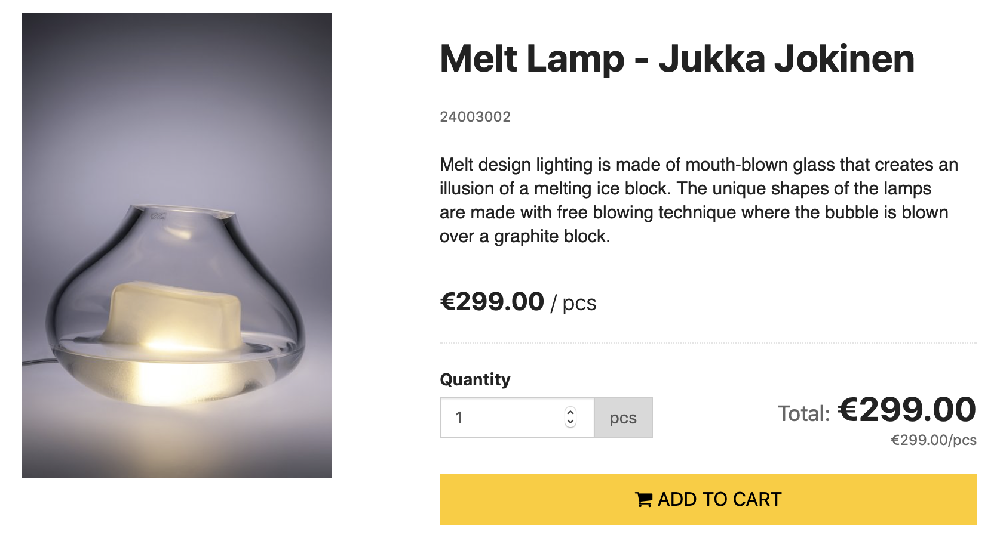 Melt Lamp - Jukka Jokinen
24003002
Melt design lighting is made of mouth-blown glass that creates an
illusion of a melting ice block. The unique shapes of the lamps
are made with free blowing technique where the bubble is blown
over a graphite block.
€299.00 / pcs
Quantity
1 pcs
Total: €299.00
€299.00/pcs
ADD TO CART